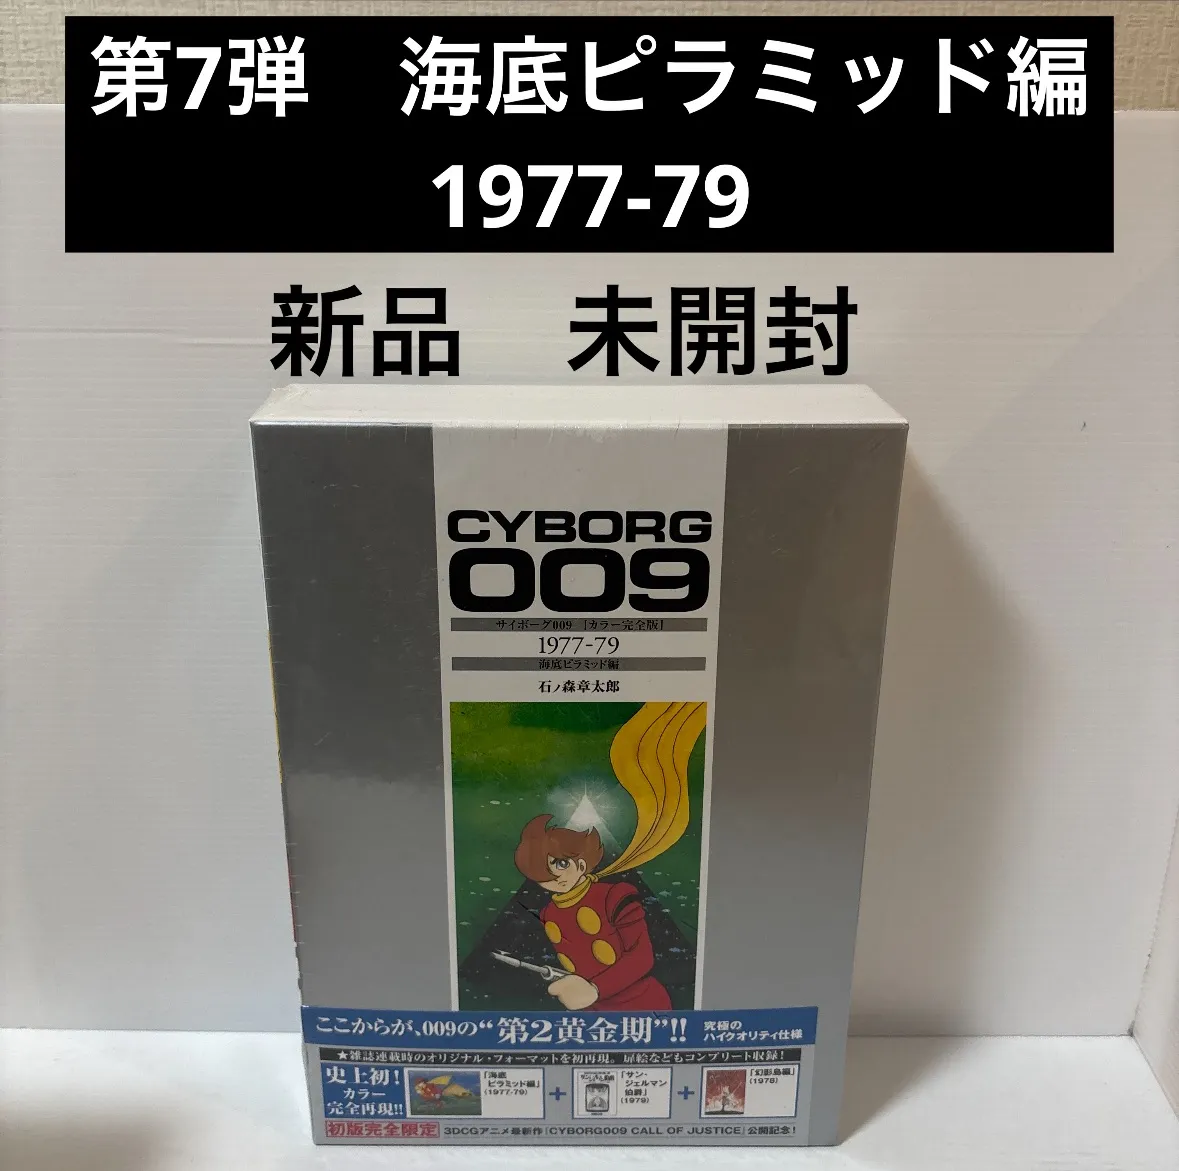 第7弾　海底ピラミッド編
1977-79
新品　未開封
CYBORG
009
サイボーグ009 [カラー完全版]
1977-79
海底ピラミッド編
石ノ森章太郎
ここからが、009の“第2黄金期”!!
究極の
ハイクオリティ仕様
★雑誌連載時のオリジナル・フォーマットを初再現。扉絵などもコンプリート収録!
史上初!
カラー
完全再現!!
「海底
ピラミッド編」
(1977-79)
+
「サン・
ジェルマン
伯爵」
(1979)
+
「幻影島編」
(1978)
初版完全限定
3DCGアニメ最新作「CYBORG009 CALL OF JUSTICE」公開記念!